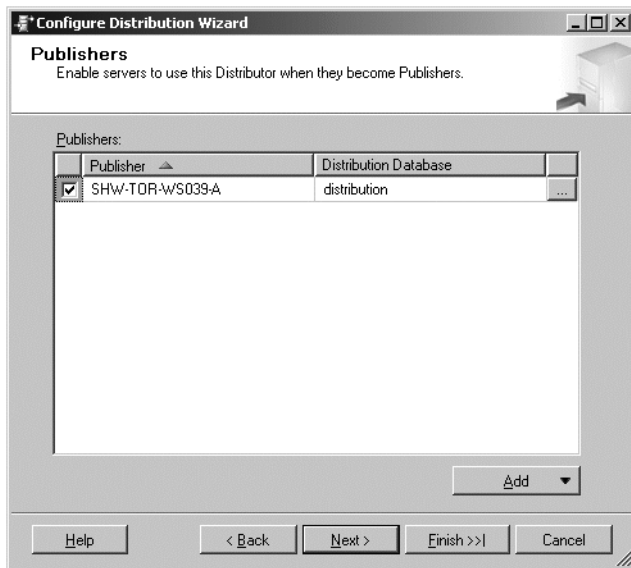 Configure Distribution Wizard
Publishers
Enable servers to use this Distributor when they become Publishers.
Publishers:
Publisher Distribution Database
SHW-TOR-WS039-A distribution ...
Add
Help < Back Next > Finish >>| Cancel